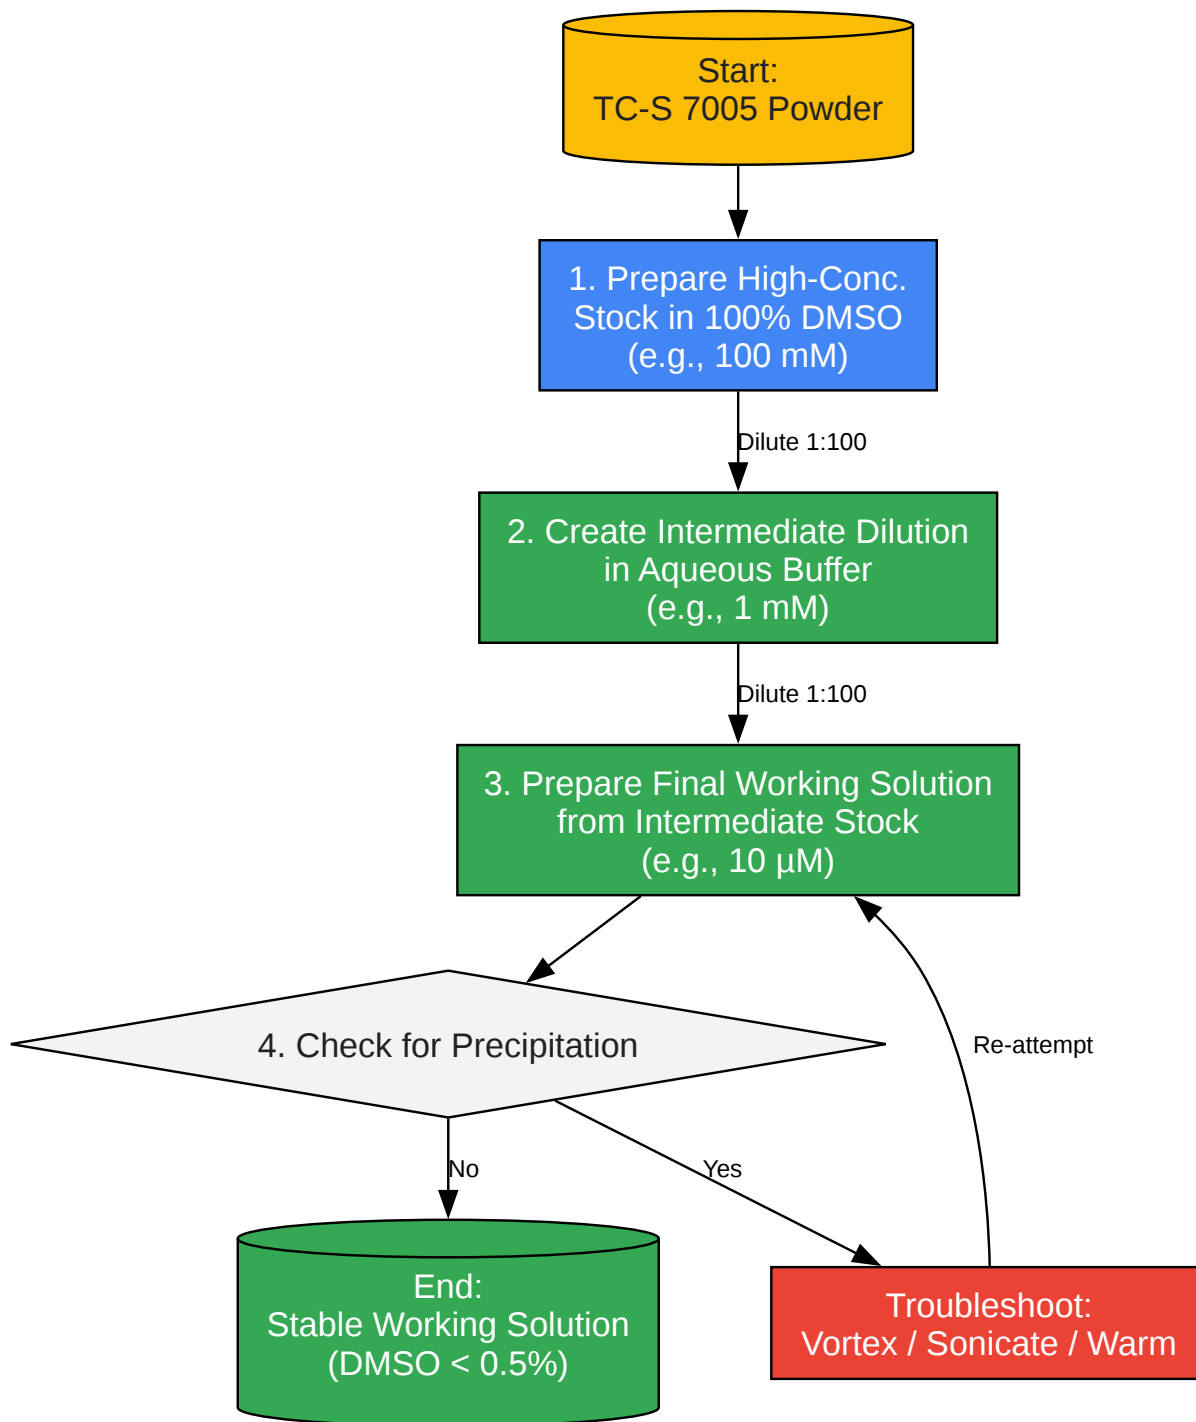 Start:
TC-S 7005 Powder
1. Prepare High-Conc.
Stock in 100% DMSO
(e.g., 100 mM)
Dilute 1:100
2. Create Intermediate Dilution
in Aqueous Buffer
(e.g., 1 mM)
Dilute 1:100
3. Prepare Final Working Solution
from Intermediate Stock
(e.g., 10 µM)
4. Check for Precipitation
Re-attempt
No
Yes
End:
Stable Working Solution
(DMSO < 0.5%)
Troubleshoot:
Vortex / Sonicate / Warm